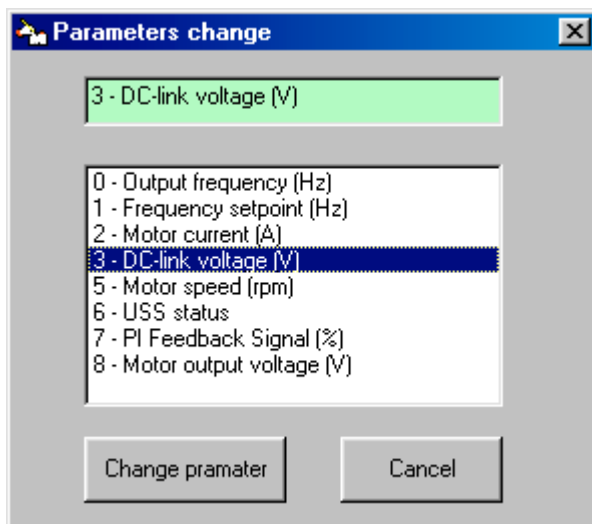 Parameters change
3 - DC-link voltage (V)
0 - Output frequency (Hz)
1 - Frequency setpoint (Hz)
2 - Motor current (A)
3 - DC-link voltage (V)
5 - Motor speed (rpm)
6 - USS status
7 - PI Feedback Signal (%)
8 - Motor output voltage (V)
Change pramater
Cancel